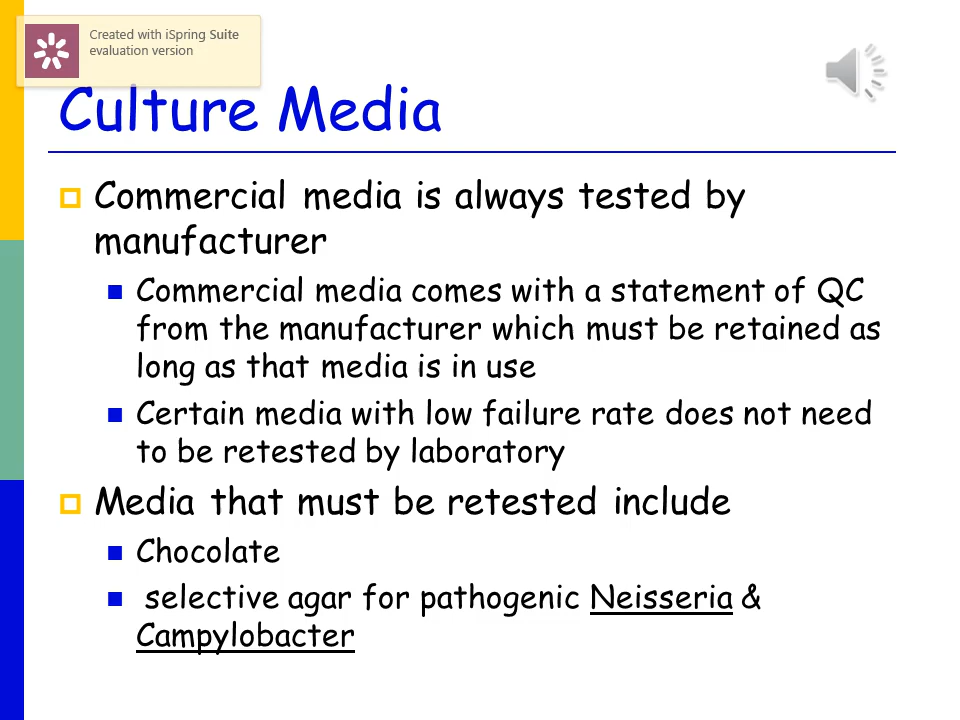 Created with iSpring Suite
evaluation version
Culture Media
Commercial media is always tested by
manufacturer
Commercial media comes with a statement of QC
from the manufacturer which must be retained as
long as that media is in use
Certain media with low failure rate does not need
to be retested by laboratory
Media that must be retested include
Chocolate
selective agar for pathogenic Neisseria &
Campylobacter